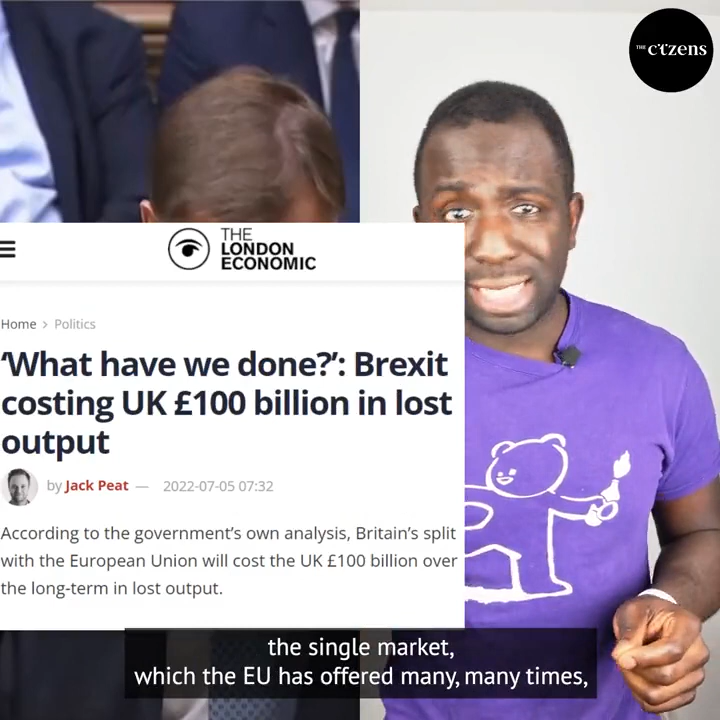 THE ctzens
THE
LONDON
ECONOMIC
Home > Politics
‘What have we done?’: Brexit
costing UK £100 billion in lost
output
by Jack Peat — 2022-07-05 07:32
According to the government’s own analysis, Britain’s split
with the European Union will cost the UK £100 billion over
the long-term in lost output.
the single market,
which the EU has offered many, many times,